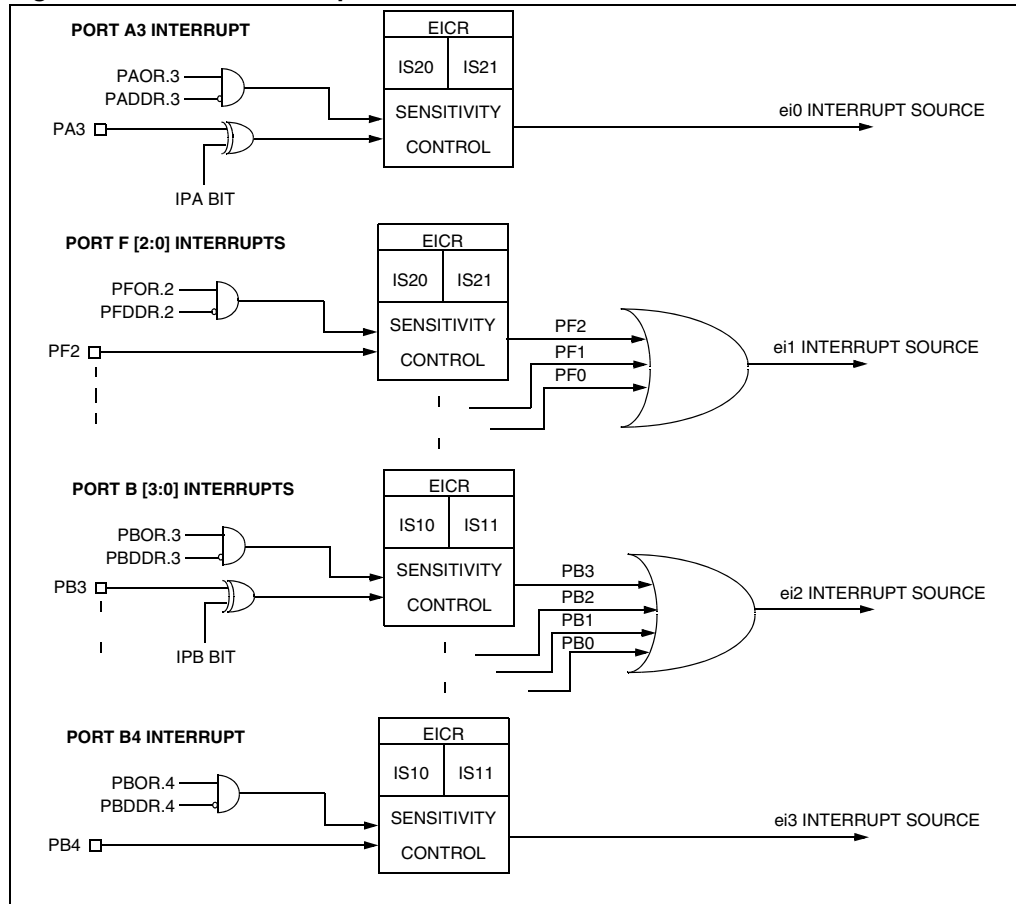 PORT A3 INTERRUPT
EICR
IS20 IS21
PAOR.3
PADDR.3
SENSITIVITY
CONTROL
PA3
IPA BIT
ei0 INTERRUPT SOURCE
PORT F [2:0] INTERRUPTS
EICR
IS20 IS21
PFOR.2
PFDDR.2
SENSITIVITY
CONTROL
PF2
PF2
PF1
PF0
ei1 INTERRUPT SOURCE
PORT B [3:0] INTERRUPTS
EICR
IS10 IS11
PBOR.3
PBDDR.3
SENSITIVITY
CONTROL
PB3
IPB BIT
PB3
PB2
PB1
PB0
ei2 INTERRUPT SOURCE
PORT B4 INTERRUPT
EICR
IS10 IS11
PBOR.4
PBDDR.4
SENSITIVITY
CONTROL
PB4
ei3 INTERRUPT SOURCE